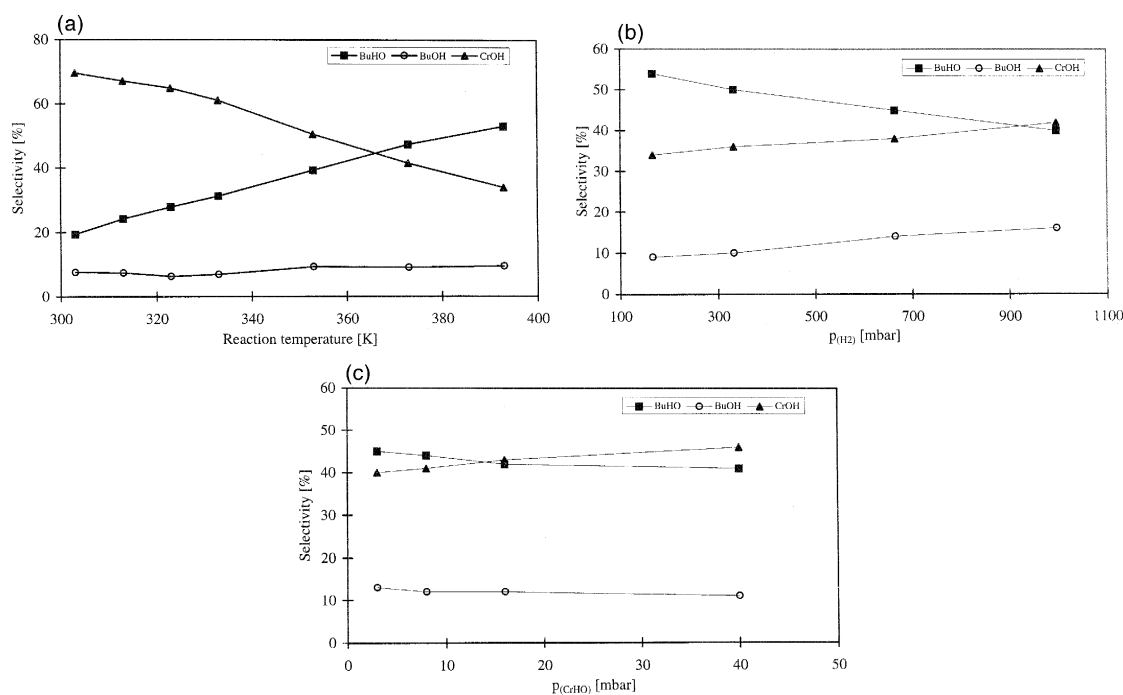 (a)
80
60
40
20
0
Selectivity [%]
BuHO BuOH CrOH
300 320 340 360 380 400
Reaction temperature [K]
(b)
60
50
40
30
20
10
0
Selectivity [%]
BuHO BuOH CrOH
100 300 500 700 900 1100
p(H2) [mbar]
(c)
60
50
40
30
20
10
0
Selectivity [%]
BuHO BuOH CrOH
0 10 20 30 40 50
p(CrHO) [mbar]